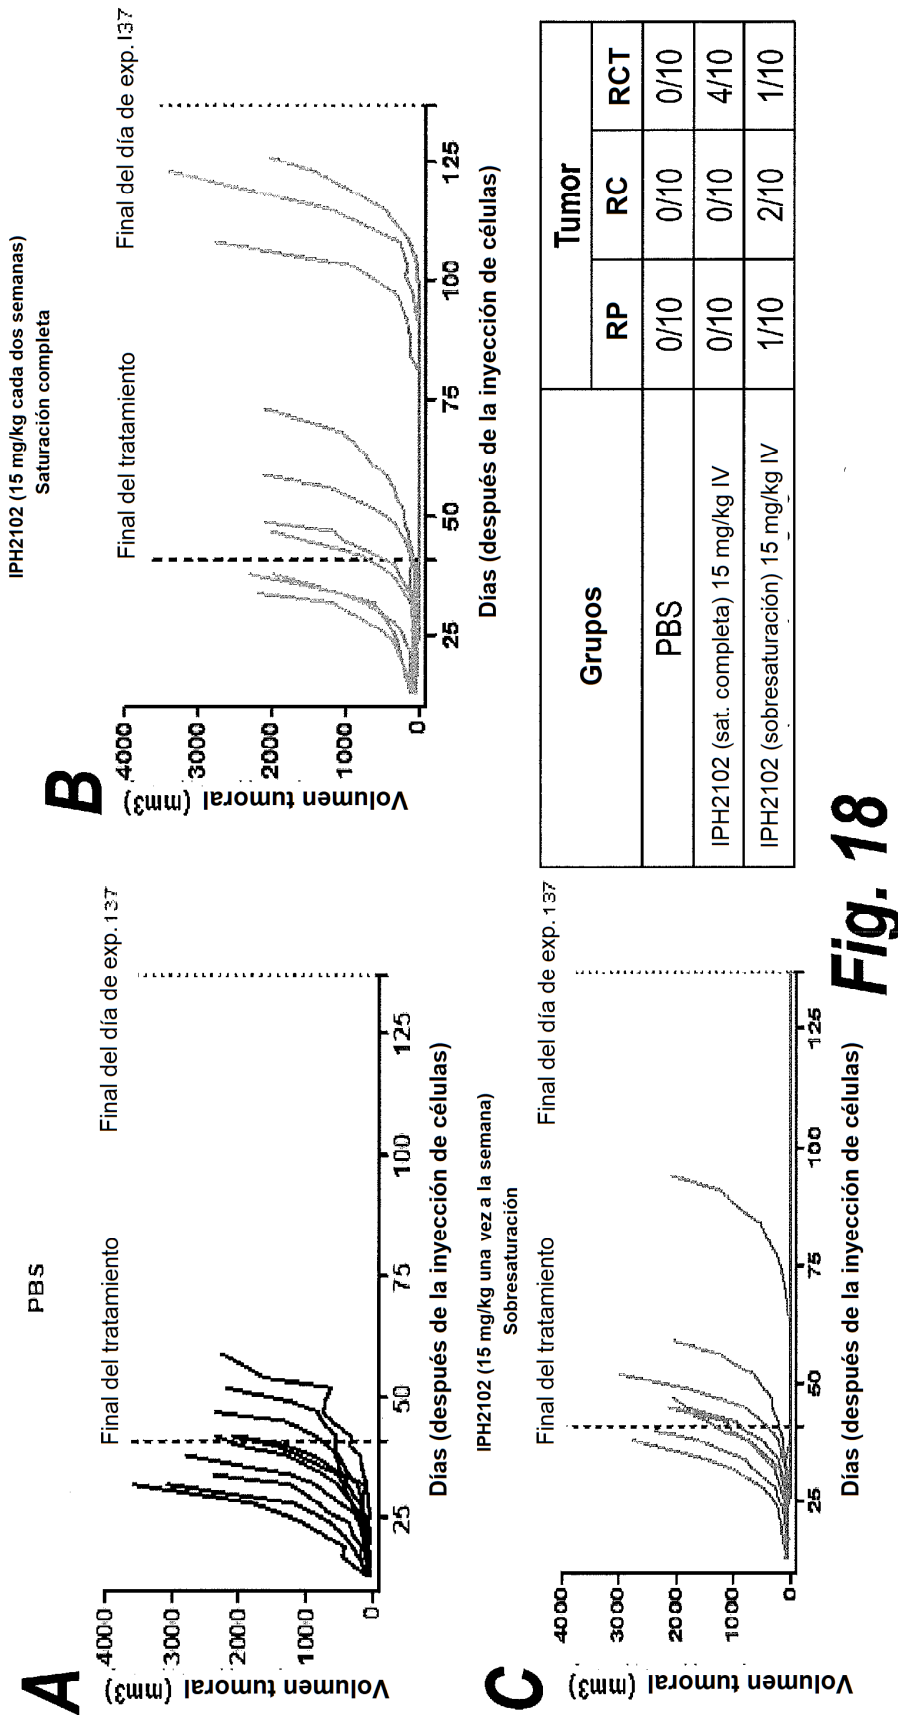 A
PBS
Volumen tumoral (mm3)
4000
3000
2000
1000
0
Final del tratamiento
Final del día de exp.137
25
50
75
100
125
Días (después de la inyección de células)
B
IPH2102 (15 mg/kg cada dos semanas)
Saturación completa
Volumen tumoral (mm3)
4000
3000
2000
1000
0
Final del tratamiento
Final del día de exp.137
25
50
75
100
125
Días (después de la inyección de células)
C
IPH2102 (15 mg/kg una vez a la semana)
Sobresaturación
Volumen tumoral (mm3)
4000
3000
2000
1000
0
Final del tratamiento
Final del día de exp.137
25
50
75
100
125
Días (después de la inyección de células)
Grupos Tumor
RP RC RCT
PBS 0/10 0/10 0/10
IPH2102 (sat. completa) 15 mg/kg IV 0/10 0/10 4/10
IPH2102 (sobresaturación) 15 mg/kg IV 1/10 2/10 1/10
Fig. 18